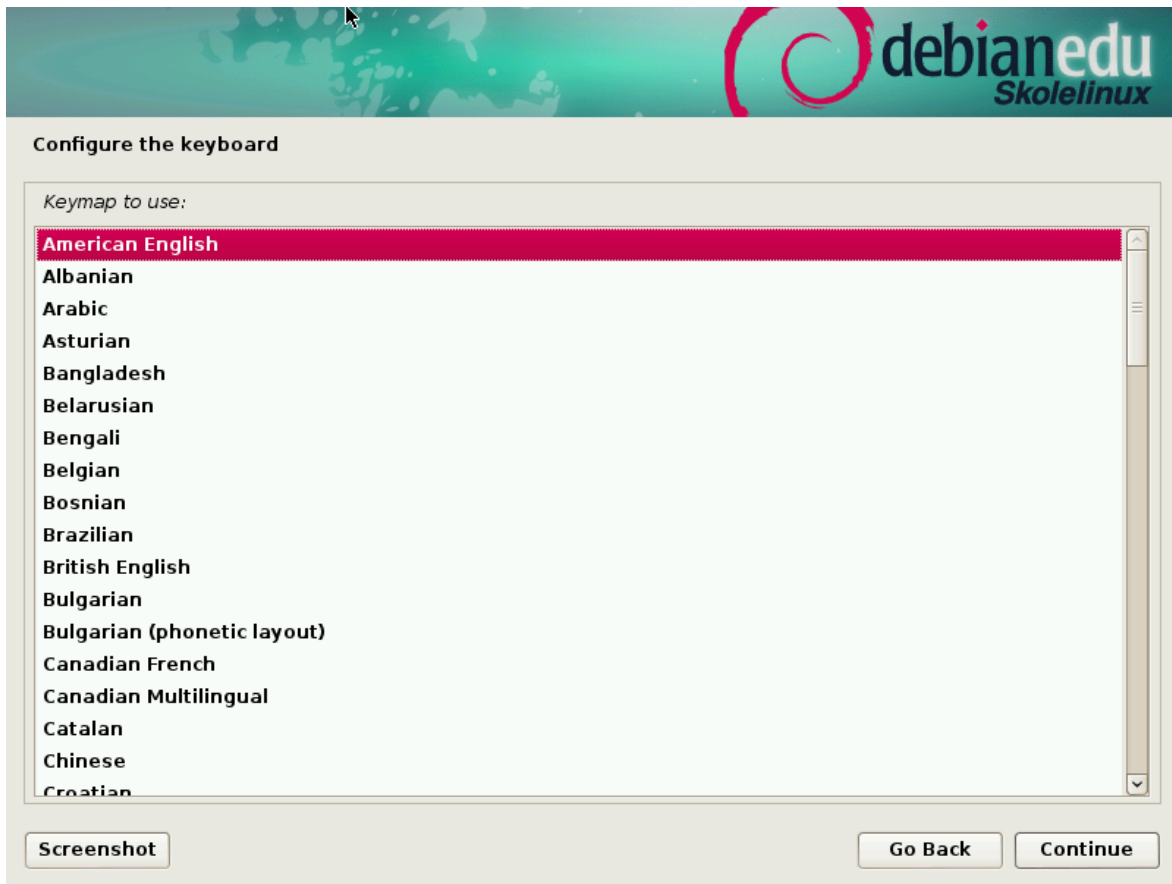 debianedu
Skolelinux
Configure the keyboard
Keymap to use:
American English
Albanian
Arabic
Asturian
Bangladesh
Belarusian
Bengali
Belgian
Bosnian
Brazilian
British English
Bulgarian
Bulgarian (phonetic layout)
Canadian French
Canadian Multilingual
Catalan
Chinese
Croatian
Screenshot Go Back Continue